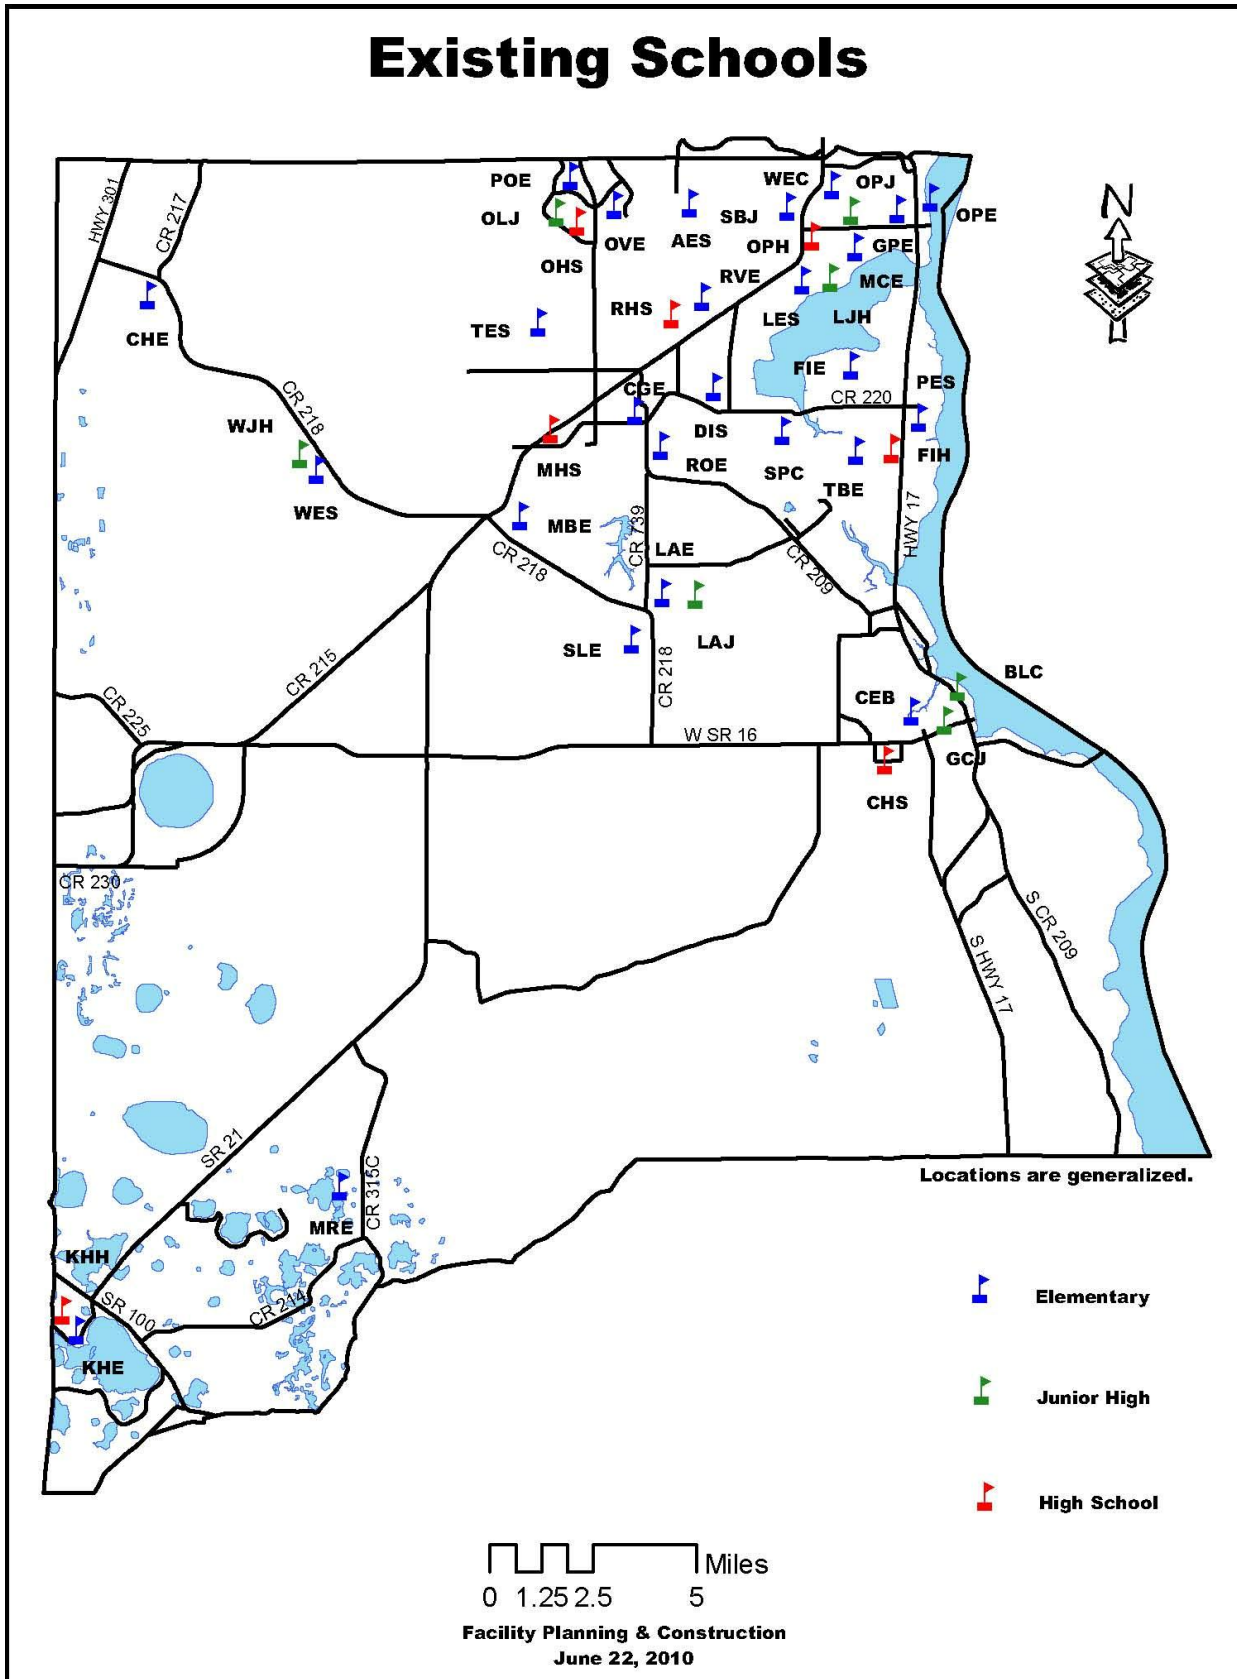 Existing Schools
N
HWY 301
CR 217
POE
OLJ
OHS
OVE
AES
SBJ
WEC
OPJ
OPE
OPH
GPE
RVE
MCE
RHS
LES
LJH
TES
CHE
FIE
PES
CGE
CR 220
CR 218
WJH
DIS
MHS
ROE
SPC
FIH
WES
TBE
MBE
CR 739
HWY 17
CR 218
LAE
CR 209
SLE
LAJ
CR 215
CR 218
BLC
CR 225
CEB
W SR 16
GCJ
CHS
CR 230
S CR 209
S HWY 17
SR 21
CR 315C
Locations are generalized.
MRE
KHH
SR 100
CR 214
KHE
Elementary
Junior High
High School
Miles
0 1.25 2.5 5
Facility Planning & Construction
June 22, 2010